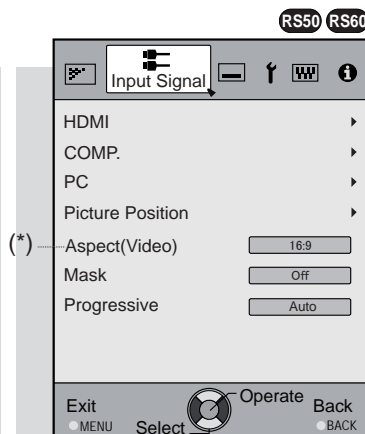 RS50 RS60
Input Signal
HDMI
COMP.
PC
Picture Position
(*) Aspect(Video) 16:9
Mask Off
Progressive Auto
Exit Operate Back
MENU Select BACK